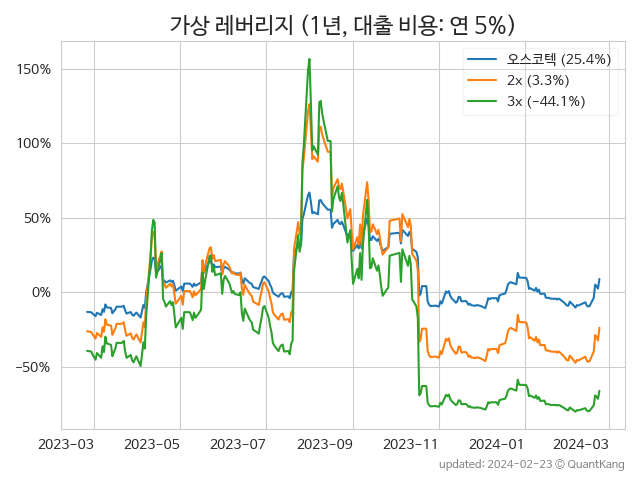 가상 레버리지 (1년, 대출 비용: 연 5%)
오스코텍 (25.4%)
2x (3.3%)
3x (−44.1%)
150%
100%
50%
0%
−50%
2023-03 2023-05 2023-07 2023-09 2023-11 2024-01 2024-03
updated: 2024-02-23 © QuantKang